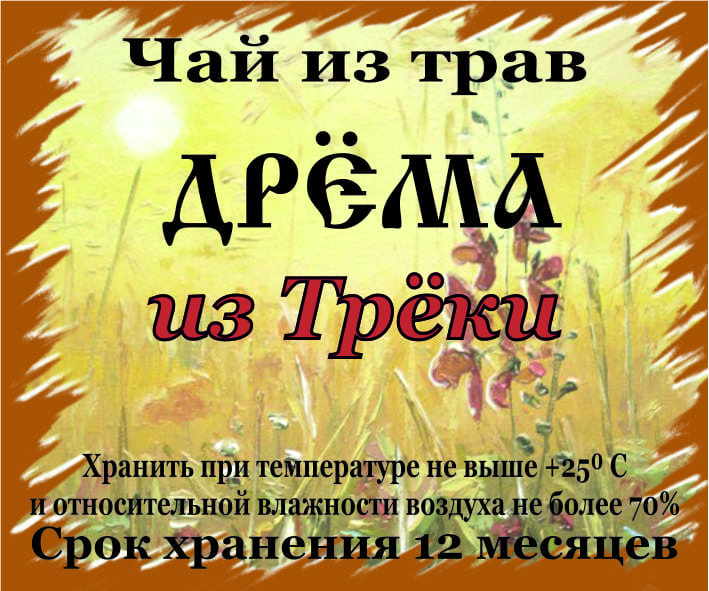 Чай из трав
ДРЁМА
из Трёки
Хранить при температуре не выше +25⁰ С
и относительной влажности воздуха не более 70%
Срок хранения 12 месяцев